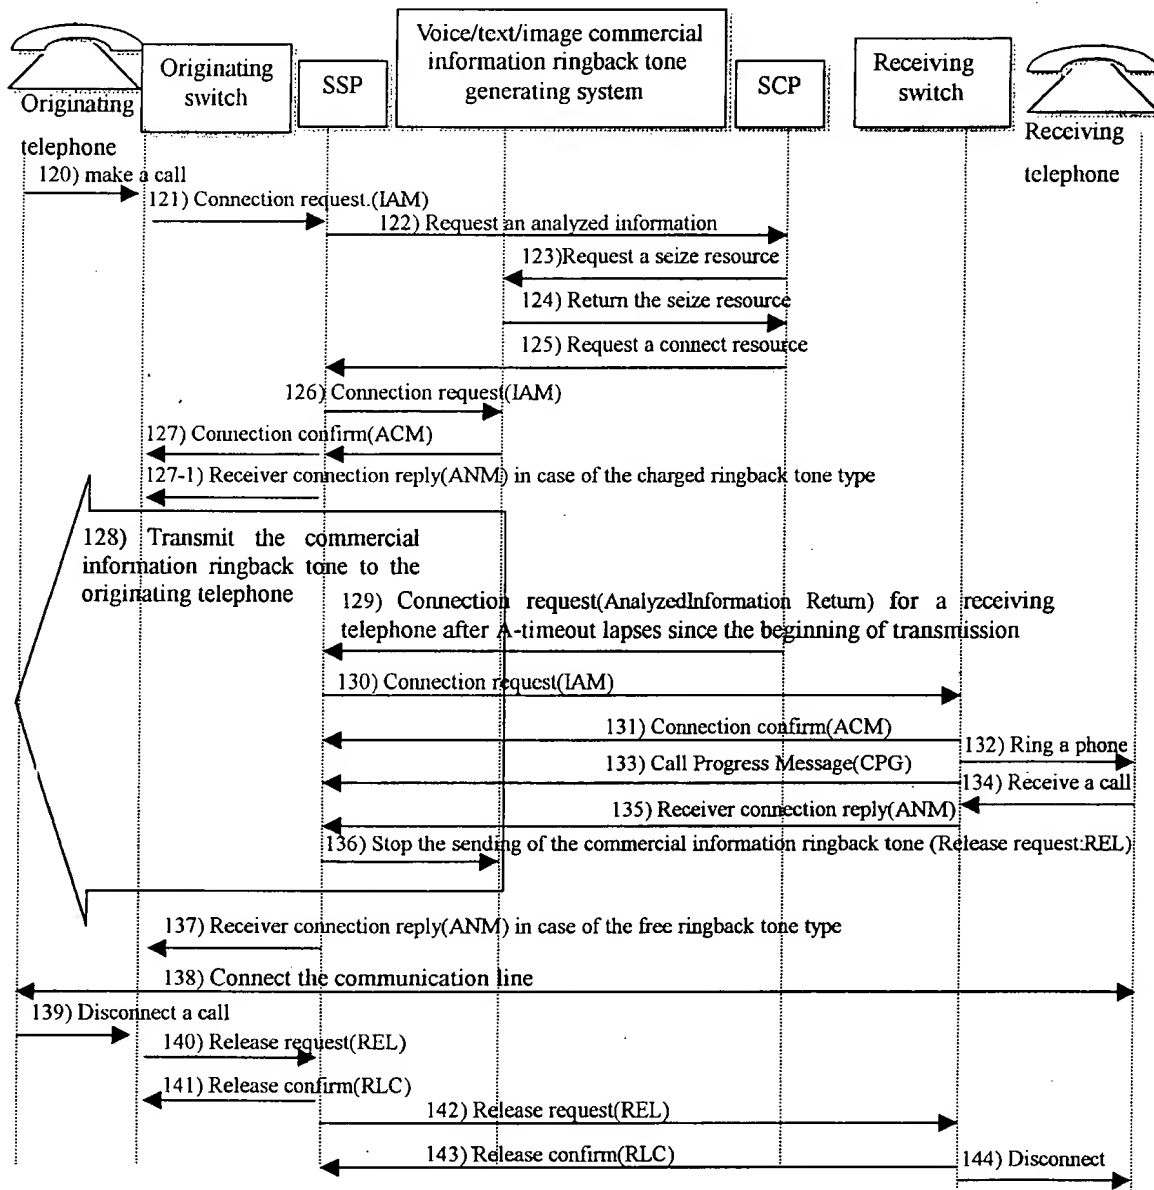 Originating
telephone
Originating
switch
SSP
Voice/text/image commercial
information ringback tone
generating system
SCP
Receiving
switch
Receiving
telephone
120) make a call
121) Connection request.(IAM)
122) Request an analyzed information
123)Request a seize resource
124) Return the seize resource
125) Request a connect resource
126) Connection request(IAM)
127) Connection confirm(ACM)
127-1) Receiver connection reply(ANM) in case of the charged ringback tone type
128) Transmit the commercial
information ringback tone to the
originating telephone
129) Connection request(AnalyzedInformation Return) for a receiving
telephone after A-timeout lapses since the beginning of transmission
130) Connection request(IAM)
131) Connection confirm(ACM)
132) Ring a phone
133) Call Progress Message(CPG)
134) Receive a call
135) Receiver connection reply(ANM)
136) Stop the sending of the commercial information ringback tone (Release request:REL)
137) Receiver connection reply(ANM) in case of the free ringback tone type
138) Connect the communication line
139) Disconnect a call
140) Release request(REL)
141) Release confirm(RLC)
142) Release request(REL)
143) Release confirm(RLC)
144) Disconnect